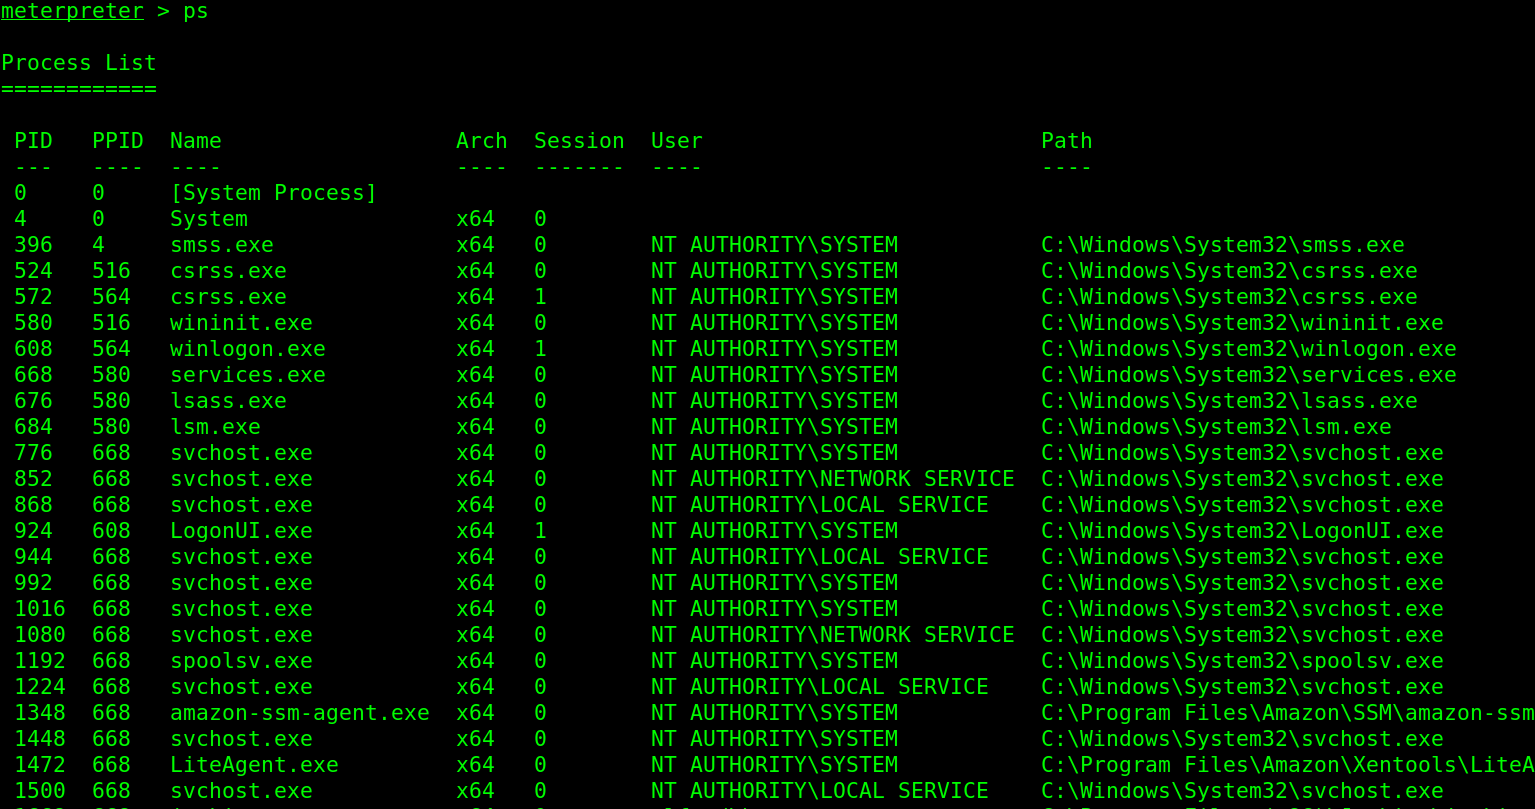 meterpreter > ps
Process List
============
PID PPID Name Arch Session User Path
--- ---- ---- ---- ------- ---- ----
0 0 [System Process]
4 0 System x64 0
396 4 smss.exe x64 0 NT AUTHORITY\SYSTEM C:\Windows\System32\smss.exe
524 516 csrss.exe x64 0 NT AUTHORITY\SYSTEM C:\Windows\System32\csrss.exe
572 564 csrss.exe x64 1 NT AUTHORITY\SYSTEM C:\Windows\System32\csrss.exe
580 516 wininit.exe x64 0 NT AUTHORITY\SYSTEM C:\Windows\System32\wininit.exe
608 564 winlogon.exe x64 1 NT AUTHORITY\SYSTEM C:\Windows\System32\winlogon.exe
668 580 services.exe x64 0 NT AUTHORITY\SYSTEM C:\Windows\System32\services.exe
676 580 lsass.exe x64 0 NT AUTHORITY\SYSTEM C:\Windows\System32\lsass.exe
684 580 lsm.exe x64 0 NT AUTHORITY\SYSTEM C:\Windows\System32\lsm.exe
776 668 svchost.exe x64 0 NT AUTHORITY\SYSTEM C:\Windows\System32\svchost.exe
852 668 svchost.exe x64 0 NT AUTHORITY\NETWORK SERVICE C:\Windows\System32\svchost.exe
868 668 svchost.exe x64 0 NT AUTHORITY\LOCAL SERVICE C:\Windows\System32\svchost.exe
924 608 LogonUI.exe x64 1 NT AUTHORITY\SYSTEM C:\Windows\System32\LogonUI.exe
944 668 svchost.exe x64 0 NT AUTHORITY\LOCAL SERVICE C:\Windows\System32\svchost.exe
992 668 svchost.exe x64 0 NT AUTHORITY\SYSTEM C:\Windows\System32\svchost.exe
1016 668 svchost.exe x64 0 NT AUTHORITY\SYSTEM C:\Windows\System32\svchost.exe
1080 668 svchost.exe x64 0 NT AUTHORITY\NETWORK SERVICE C:\Windows\System32\svchost.exe
1192 668 spoolsv.exe x64 0 NT AUTHORITY\SYSTEM C:\Windows\System32\spoolsv.exe
1224 668 svchost.exe x64 0 NT AUTHORITY\LOCAL SERVICE C:\Windows\System32\svchost.exe
1348 668 amazon-ssm-agent.exe x64 0 NT AUTHORITY\SYSTEM C:\Program Files\Amazon\SSM\amazon-ssm
1448 668 svchost.exe x64 0 NT AUTHORITY\SYSTEM C:\Windows\System32\svchost.exe
1472 668 LiteAgent.exe x64 0 NT AUTHORITY\SYSTEM C:\Program Files\Amazon\Xentools\LiteA
1500 668 svchost.exe x64 0 NT AUTHORITY\LOCAL SERVICE C:\Windows\System32\svchost.exe